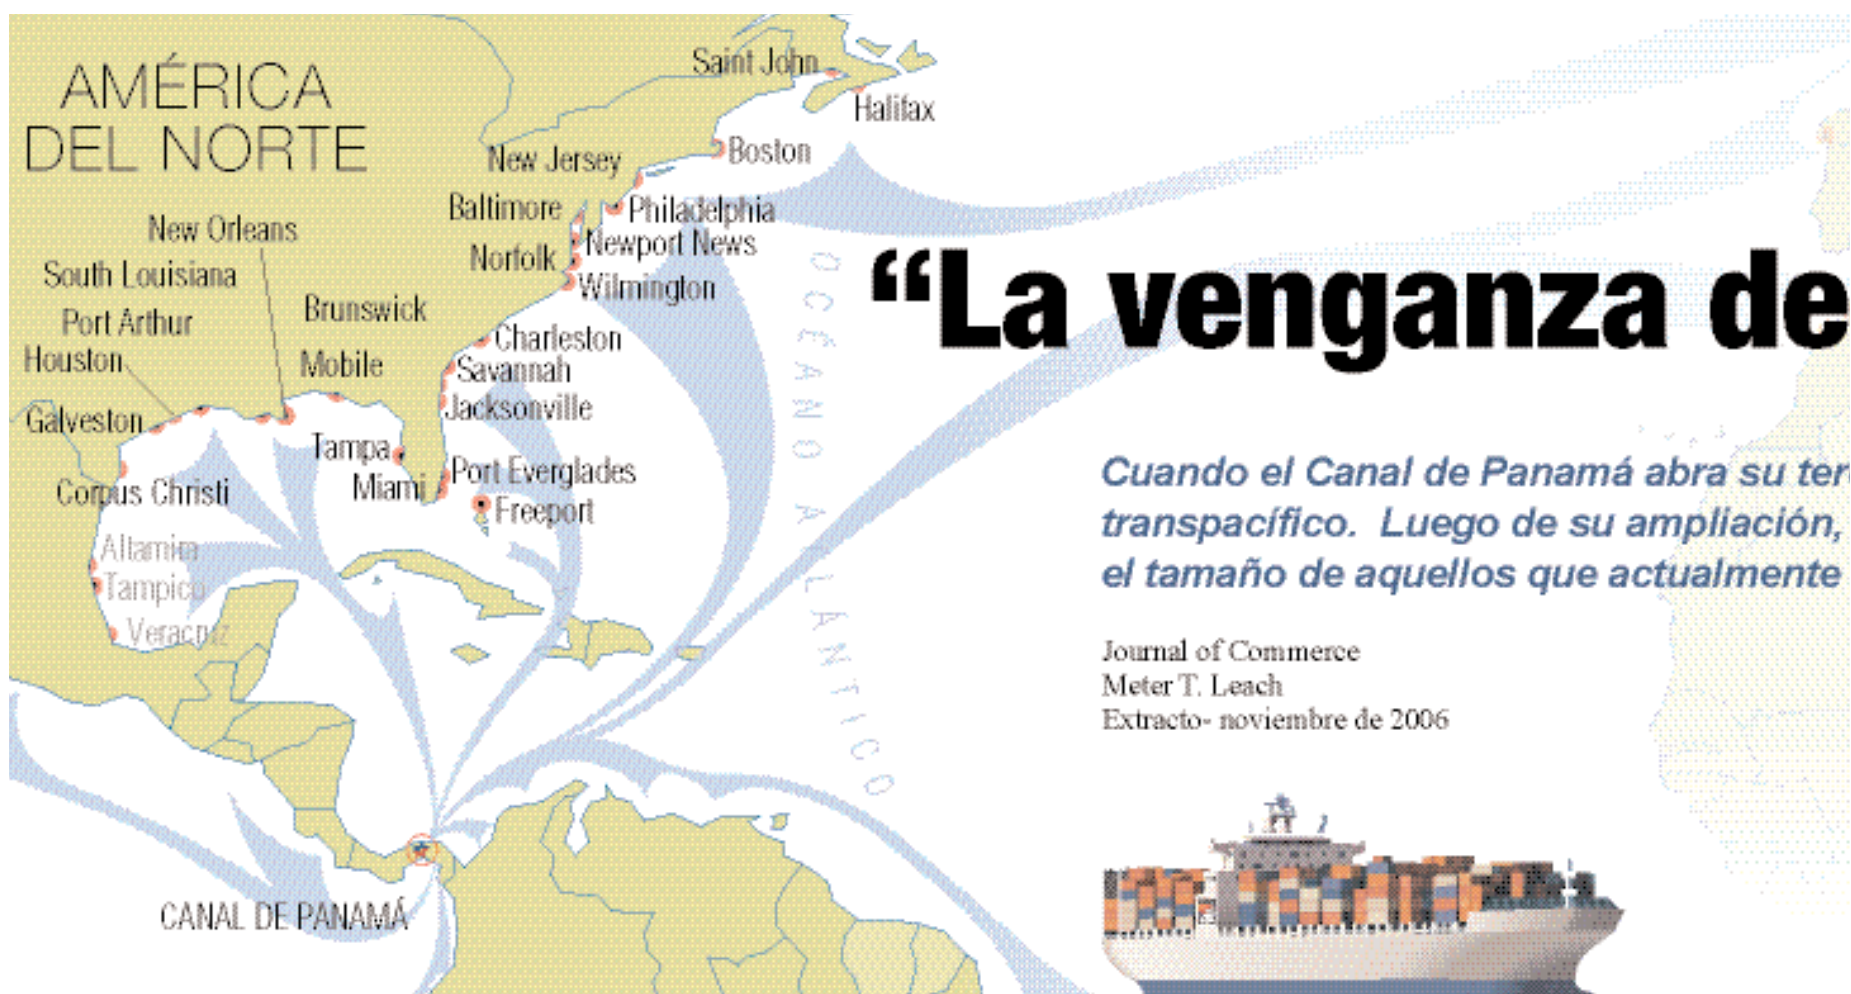 AMÉRICA
DEL NORTE
Saint John
Halifax
Boston
New Jersey
Baltimore
Philadelphia
New Orleans
Newport News
Norfolk
South Louisiana
Wilmington
Port Arthur
Brunswick
Charleston
Houston
Mobile
Savannah
Galveston
Jacksonville
Tampa
Port Everglades
Miami
Corpus Christi
Freeport
Altamira
Tampico
Veracruz
OCÉANO ATLÁNTICO
CANAL DE PANAMÁ
“La venganza de
Cuando el Canal de Panamá abra su terc
transpacífico. Luego de su ampliación,
el tamaño de aquellos que actualmente
Journal of Commerce
Meter T. Leach
Extracto- noviembre de 2006